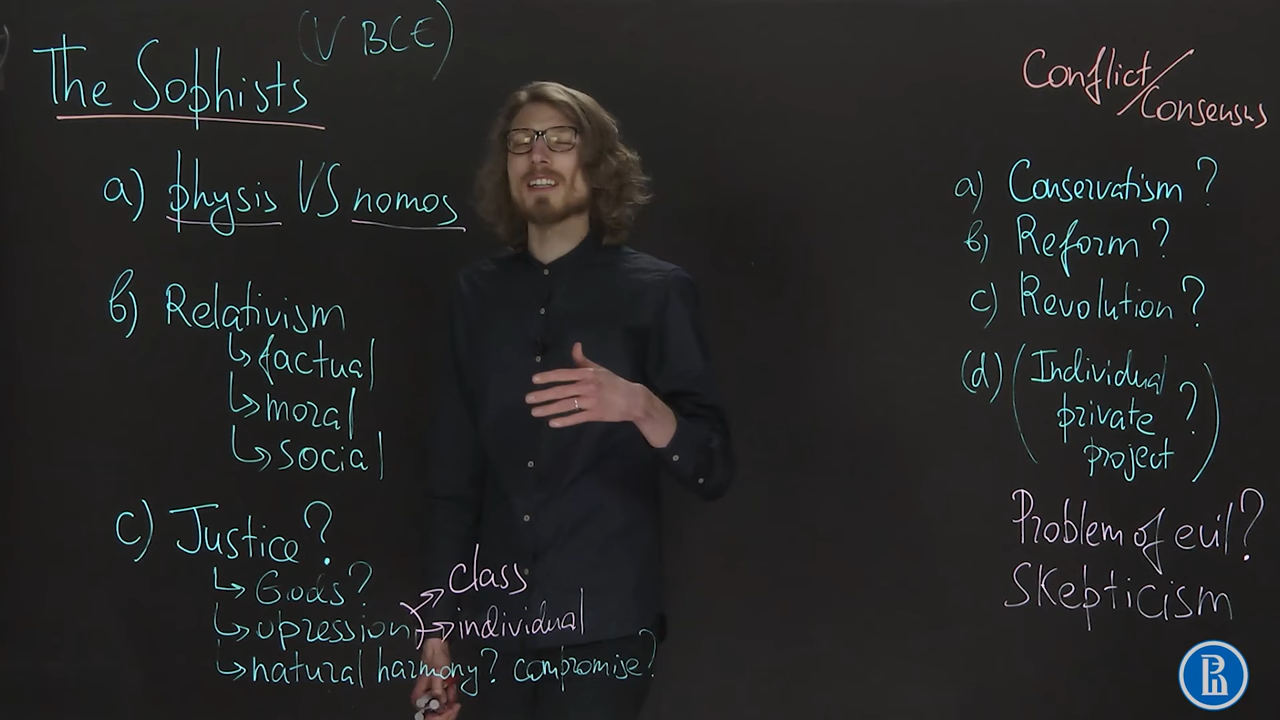 The Sophists (V BCE)
a) physis VS nomos
b) Relativism
↳ factual
↳ moral
↳ social
c) Justice?
↳ Gods?
↳ opression → class
→ individual
↳ natural harmony? compromise?
Conflict/
Consensus
a) Conservatism?
b) Reform?
c) Revolution?
(d) (Individual
private ?
project)
Problem of evil?
Skepticism